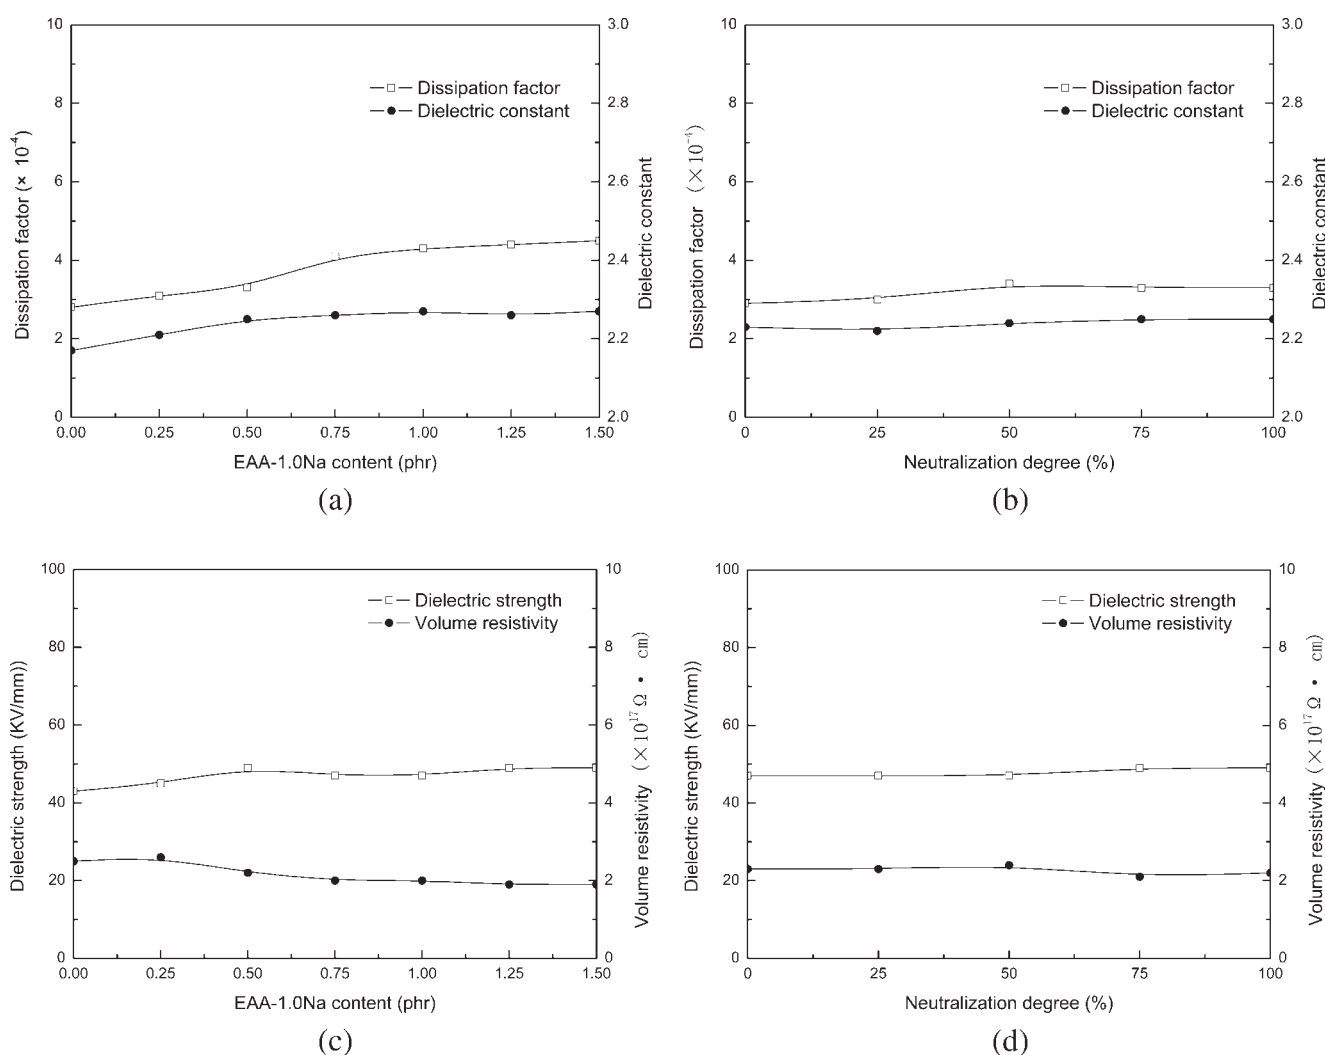 10
8
6
4
2
0
Dissipation factor (× 10⁻⁴)
3.0
2.8
2.6
2.4
2.2
2.0
Dielectric constant
Dissipation factor
Dielectric constant
0.00 0.25 0.50 0.75 1.00 1.25 1.50
EAA-1.0Na content (phr)
(a)
10
8
6
4
2
0
Dissipation factor (×10⁻⁴)
3.0
2.8
2.6
2.4
2.2
2.0
Dielectric constant
Dissipation factor
Dielectric constant
0 25 50 75 100
Neutralization degree (%)
(b)
100
80
60
40
20
0
Dielectric strength (KV/mm))
10
8
6
4
2
0
Volume resistivity (×10¹⁷ Ω • cm)
Dielectric strength
Volume resistivity
0.00 0.25 0.50 0.75 1.00 1.25 1.50
EAA-1.0Na content (phr)
(c)
100
80
60
40
20
0
Dielectric strength (KV/mm))
10
8
6
4
2
0
Volume resistivity (×10¹⁷ Ω • cm)
Dielectric strength
Volume resistivity
0 25 50 75 100
Neutralization degree (%)
(d)